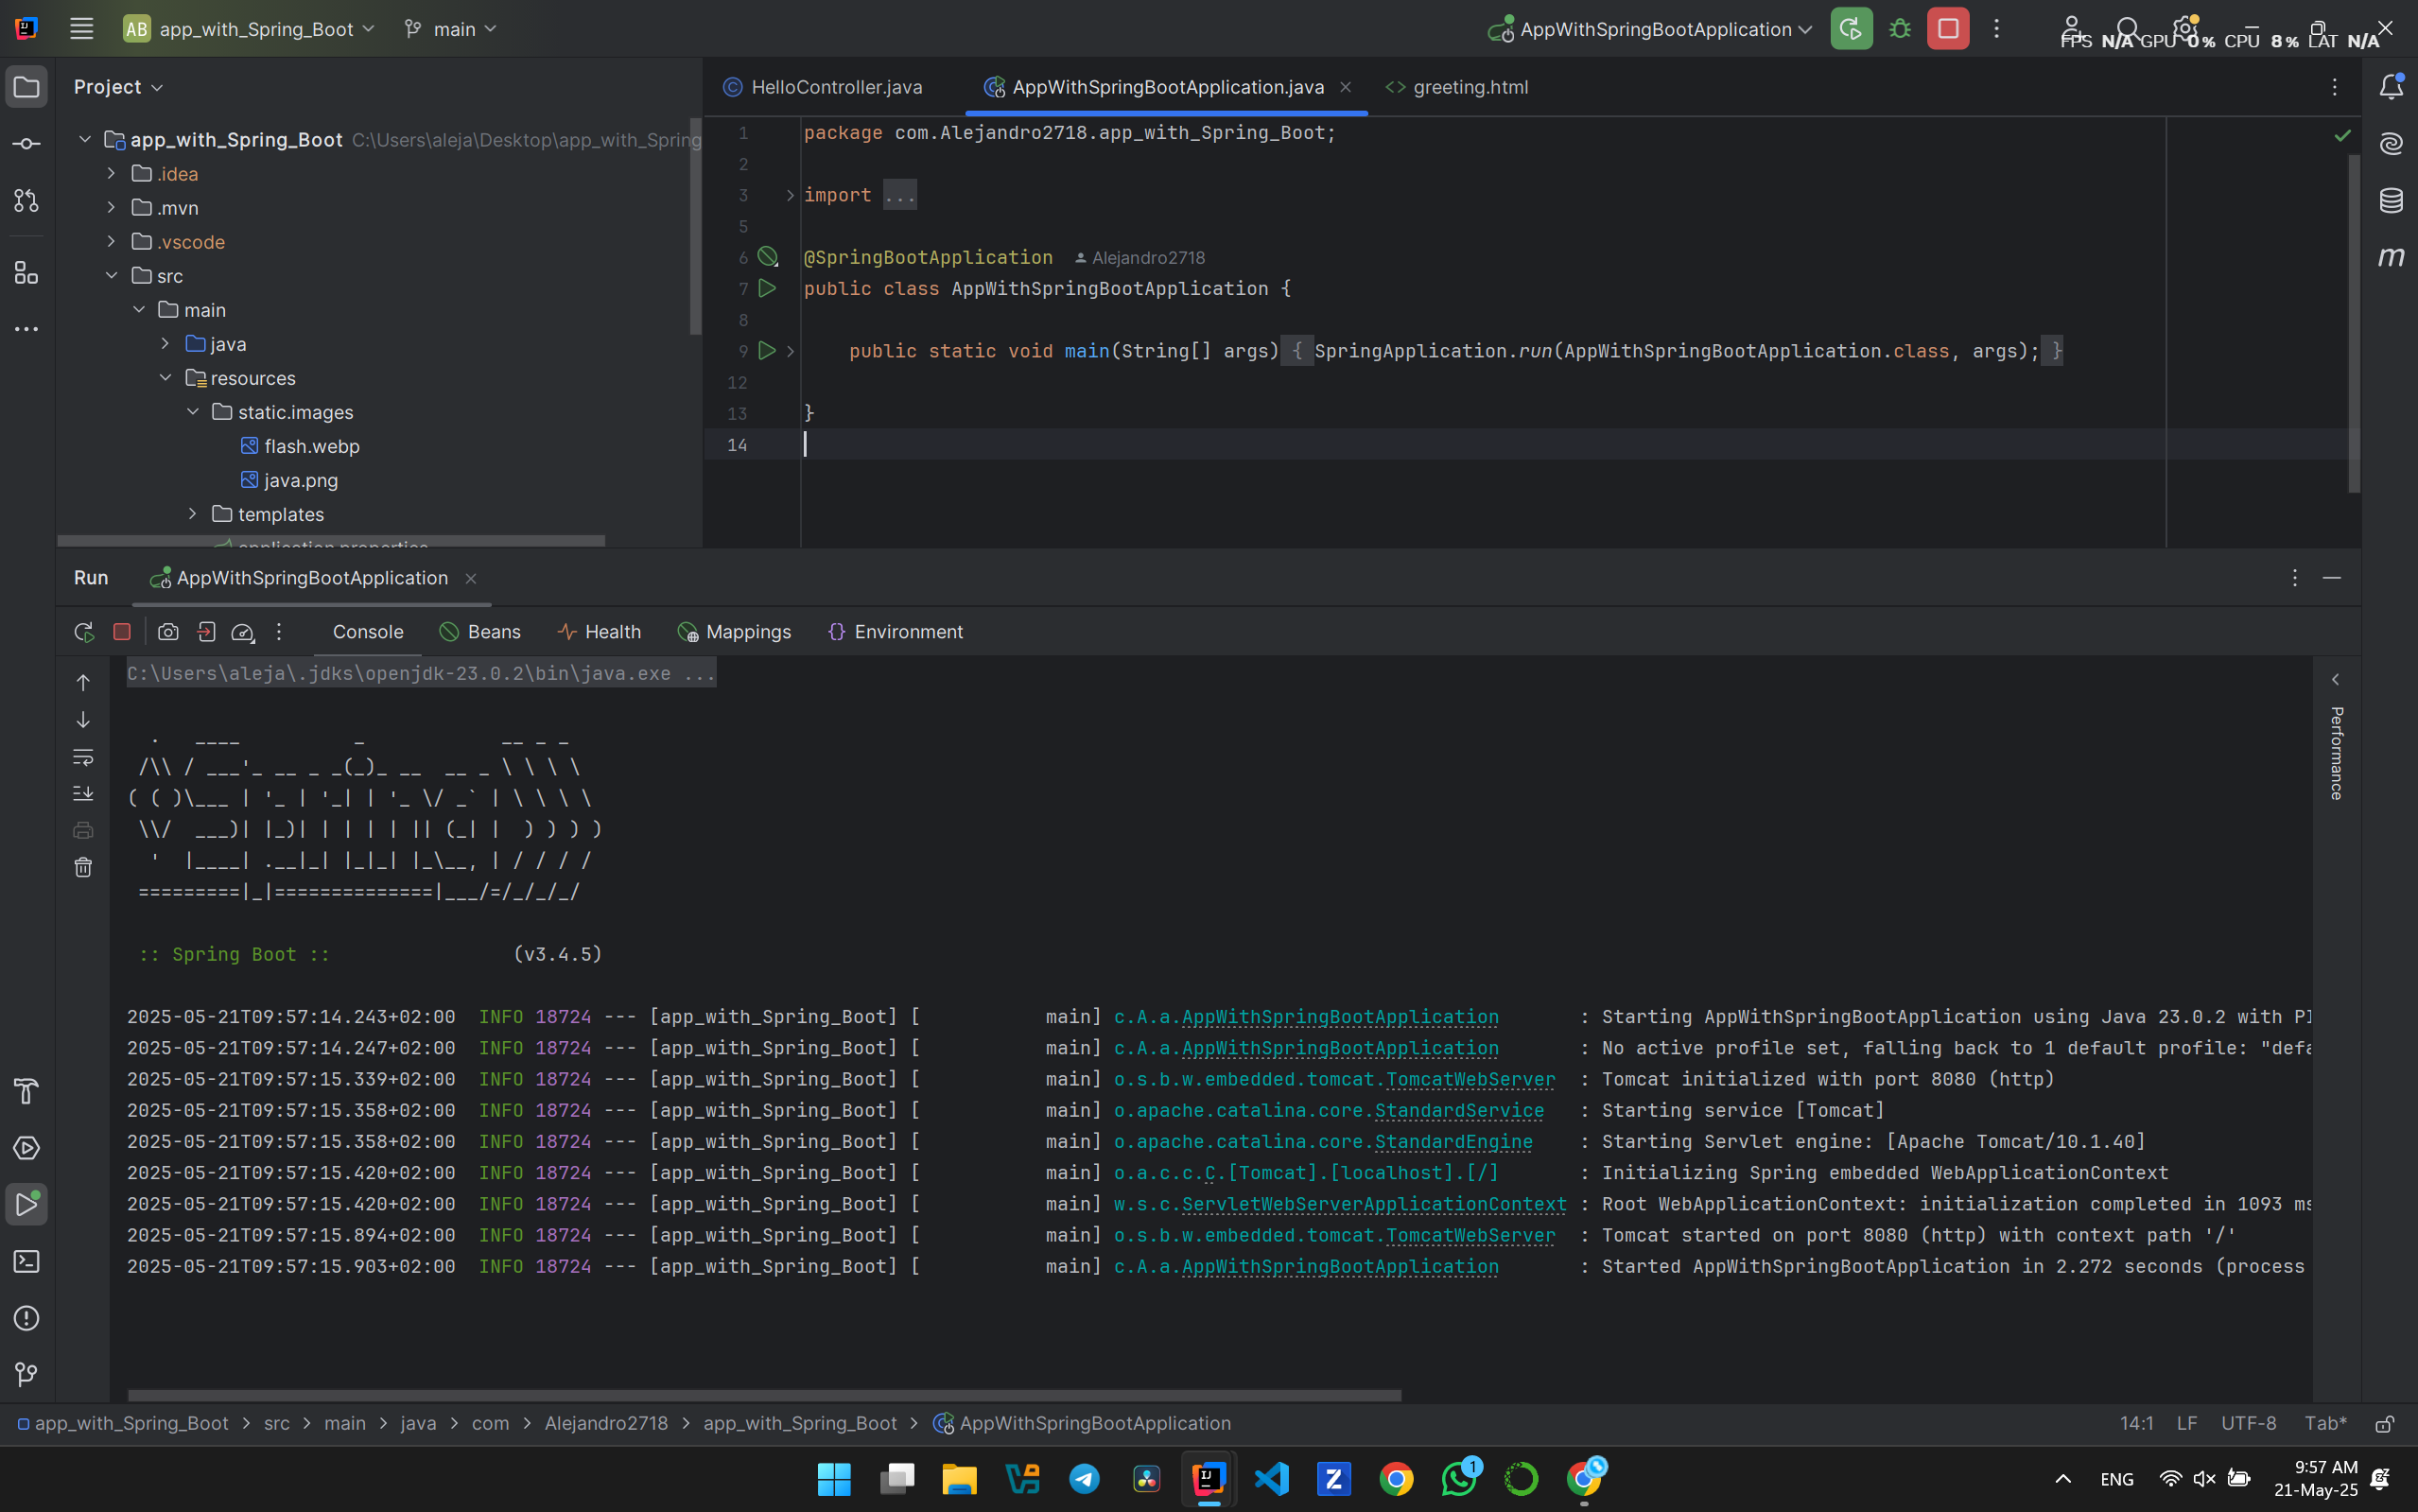 AB app_with_Spring_Boot main AppWithSpringBootApplication
FPS N/A GPU 0 % CPU 8 % LAT N/A
Project
app_with_Spring_Boot C:\Users\aleja\Desktop\app_with_Spring
.idea
.mvn
.vscode
src
main
java
resources
static.images
flash.webp
java.png
templates
application.properties
HelloController.java AppWithSpringBootApplication.java <> greeting.html
1 package com.Alejandro2718.app_with_Spring_Boot;
2
3 import ...
5
6 @SpringBootApplication Alejandro2718
7 public class AppWithSpringBootApplication {
8
9 public static void main(String[] args) { SpringApplication.run(AppWithSpringBootApplication.class, args); }
12
13 }
14
Run AppWithSpringBootApplication
Console Beans Health Mappings {} Environment
C:\Users\aleja\.jdks\openjdk-23.0.2\bin\java.exe ...
  .   ____          _            __ _ _
 /\\ / ___'_ __ _ _(_)_ __  __ _ \ \ \ \
( ( )\___ | '_ | '_| | '_ \/ _` | \ \ \ \
 \\/  ___)| |_)| | | | | || (_| |  ) ) ) )
  '  |____| .__|_| |_|_| |_\__, | / / / /
 =========|_|==============|___/=/_/_/_/
:: Spring Boot :: (v3.4.5)
2025-05-21T09:57:14.243+02:00 INFO 18724 --- [app_with_Spring_Boot] [ main] c.A.a.AppWithSpringBootApplication : Starting AppWithSpringBootApplication using Java 23.0.2 with PI
2025-05-21T09:57:14.247+02:00 INFO 18724 --- [app_with_Spring_Boot] [ main] c.A.a.AppWithSpringBootApplication : No active profile set, falling back to 1 default profile: "defa
2025-05-21T09:57:15.339+02:00 INFO 18724 --- [app_with_Spring_Boot] [ main] o.s.b.w.embedded.tomcat.TomcatWebServer : Tomcat initialized with port 8080 (http)
2025-05-21T09:57:15.358+02:00 INFO 18724 --- [app_with_Spring_Boot] [ main] o.apache.catalina.core.StandardService : Starting service [Tomcat]
2025-05-21T09:57:15.358+02:00 INFO 18724 --- [app_with_Spring_Boot] [ main] o.apache.catalina.core.StandardEngine : Starting Servlet engine: [Apache Tomcat/10.1.40]
2025-05-21T09:57:15.420+02:00 INFO 18724 --- [app_with_Spring_Boot] [ main] o.a.c.c.C.[Tomcat].[localhost].[/] : Initializing Spring embedded WebApplicationContext
2025-05-21T09:57:15.420+02:00 INFO 18724 --- [app_with_Spring_Boot] [ main] w.s.c.ServletWebServerApplicationContext : Root WebApplicationContext: initialization completed in 1093 ms
2025-05-21T09:57:15.894+02:00 INFO 18724 --- [app_with_Spring_Boot] [ main] o.s.b.w.embedded.tomcat.TomcatWebServer : Tomcat started on port 8080 (http) with context path '/'
2025-05-21T09:57:15.903+02:00 INFO 18724 --- [app_with_Spring_Boot] [ main] c.A.a.AppWithSpringBootApplication : Started AppWithSpringBootApplication in 2.272 seconds (process
Performance
app_with_Spring_Boot > src > main > java > com > Alejandro2718 > app_with_Spring_Boot > AppWithSpringBootApplication
14:1 LF UTF-8 Tab*
1
ENG
9:57 AM
21-May-25